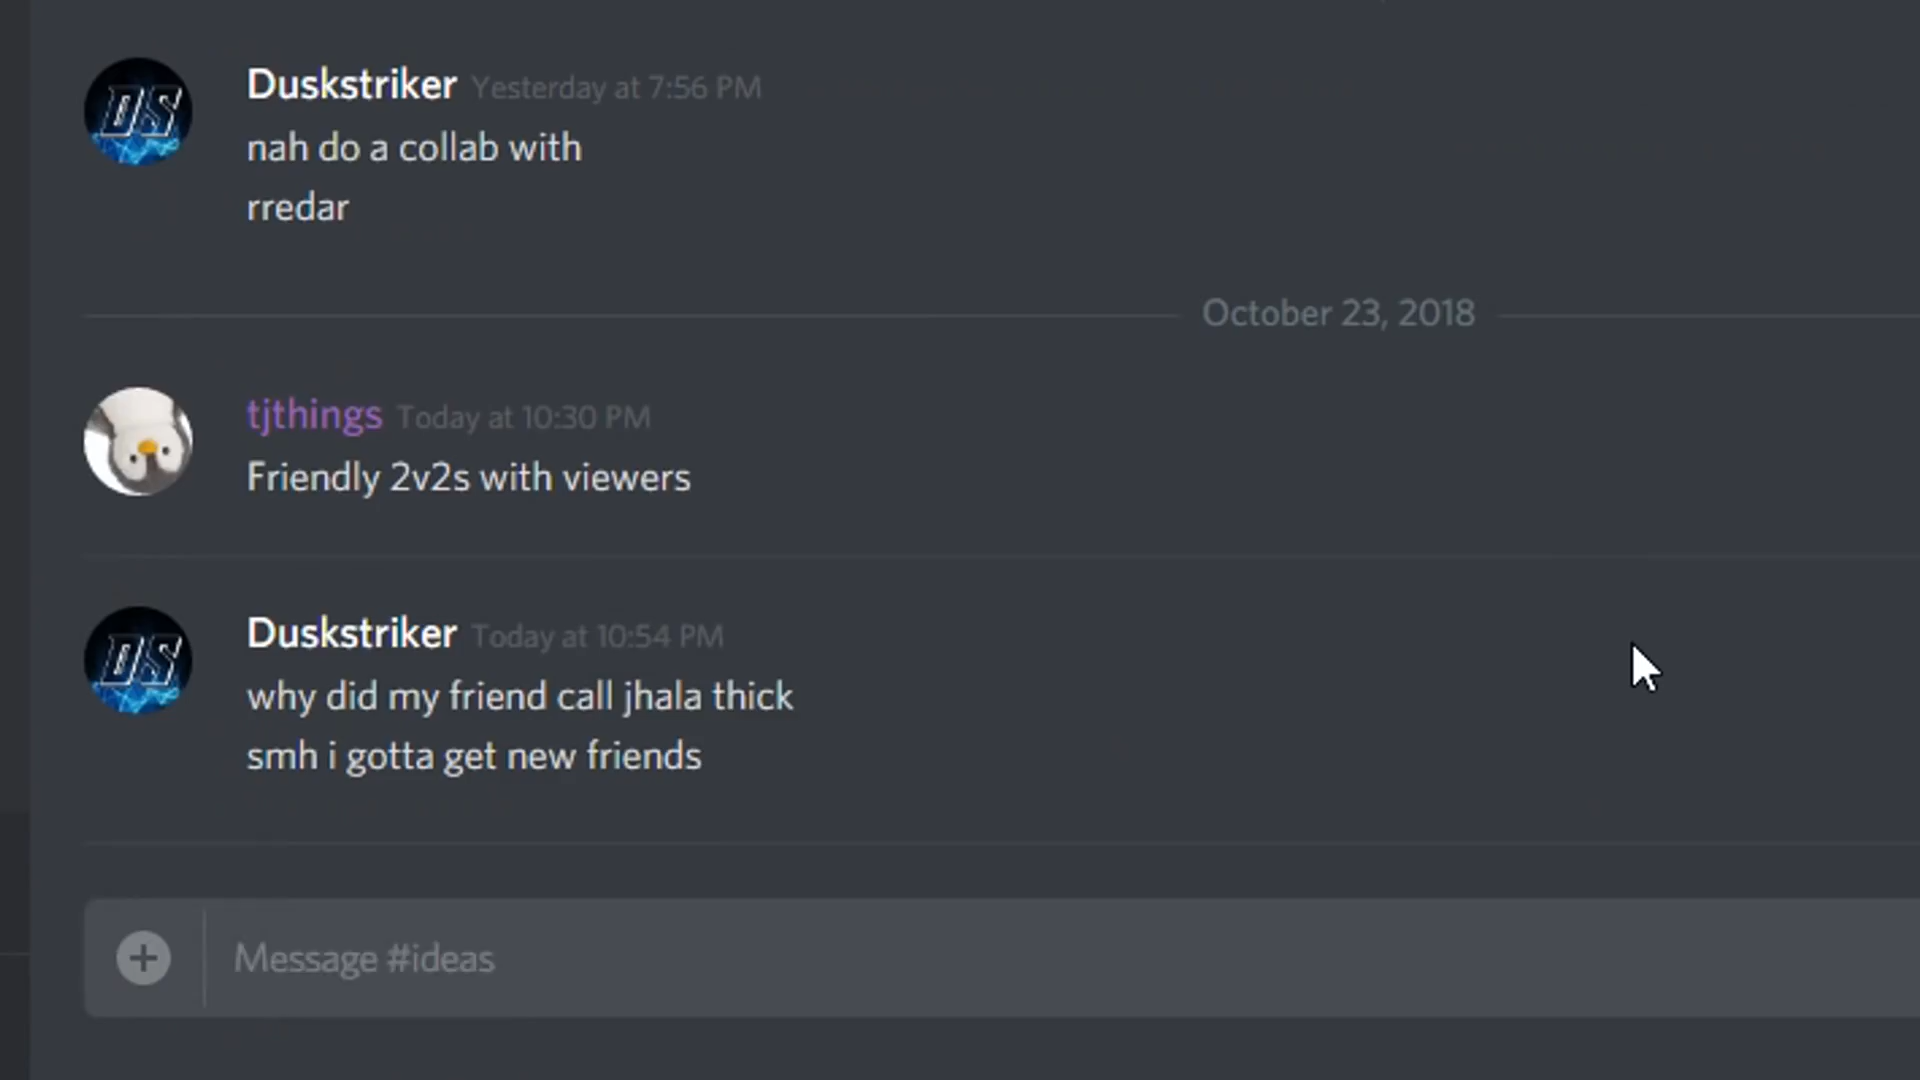 Duskstriker Yesterday at 7:56 PM
nah do a collab with
rredar
October 23, 2018
tjthings Today at 10:30 PM
Friendly 2v2s with viewers
DS
Duskstriker Today at 10:54 PM
why did my friend call jhala thick
smh i gotta get new friends
DS
Message #ideas